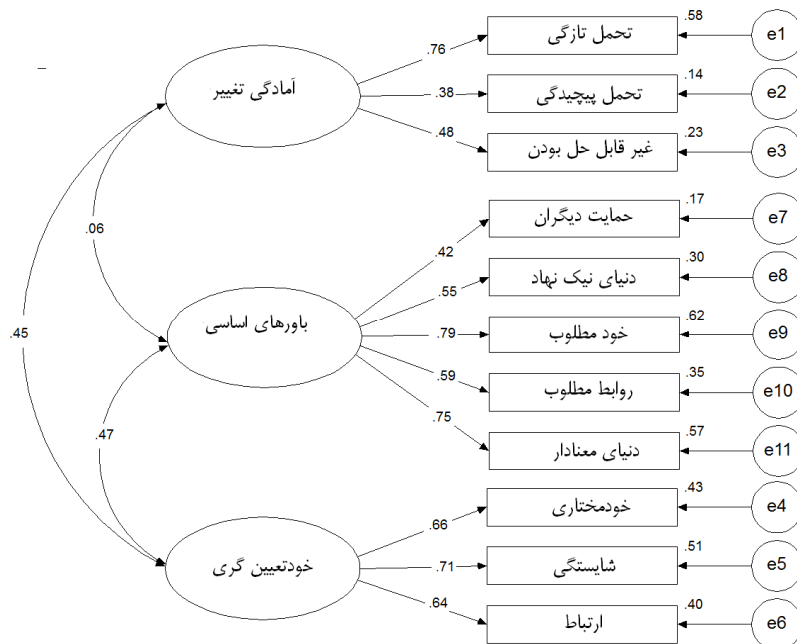 .58
تحمل تازگی
e1
.76
آمادگی تغییر
.14
تحمل پیچیدگی
e2
.38
.23
غیر قابل حل بودن
e3
.48
.17
حمایت دیگران
e7
.42
.06
.30
دنیای نیک نهاد
e8
.55
باورهای اساسی
.62
خود مطلوب
e9
.79
.45
.35
روابط مطلوب
e10
.59
.57
دنیای معنادار
e11
.75
.47
.43
خودمختاری
e4
.66
خودتعیین گری
.51
شایستگی
e5
.71
.40
ارتباط
e6
.64